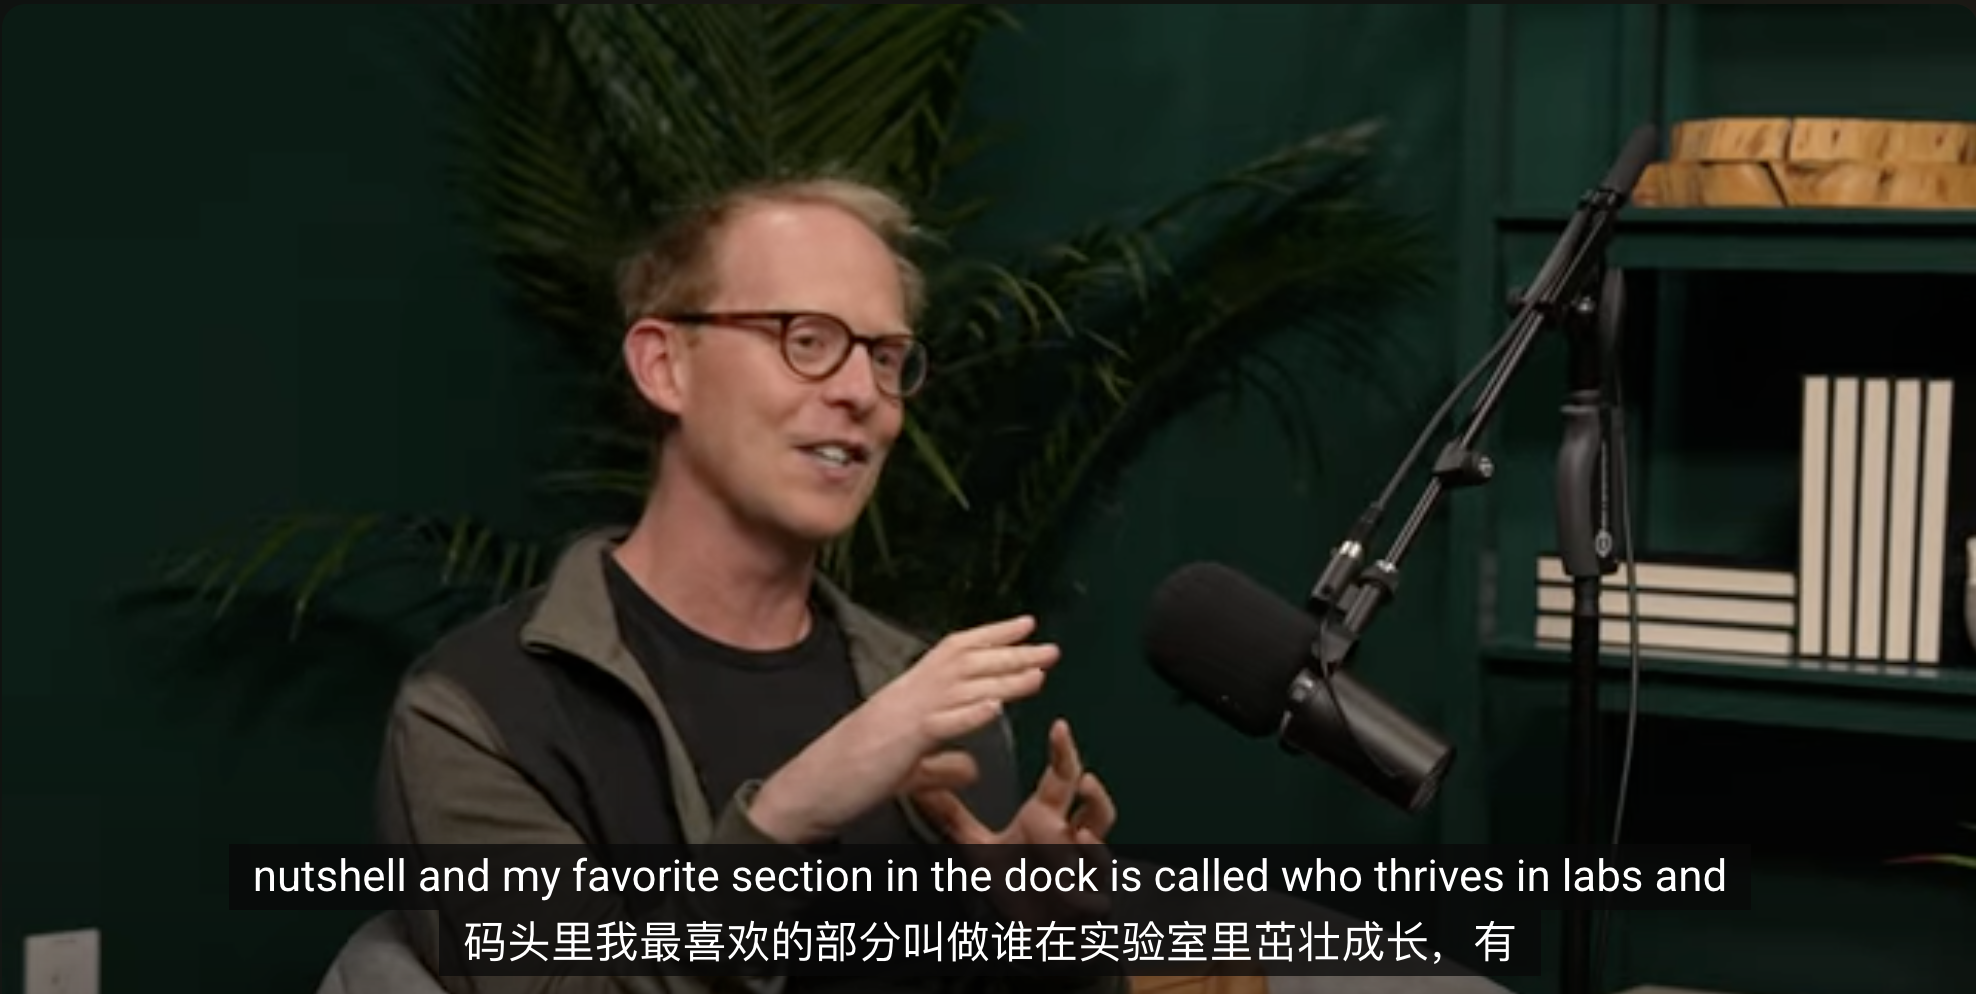 nutshell and my favorite section in the dock is called who thrives in labs and
码头里我最喜欢的部分叫做谁在实验室里茁壮成长，有